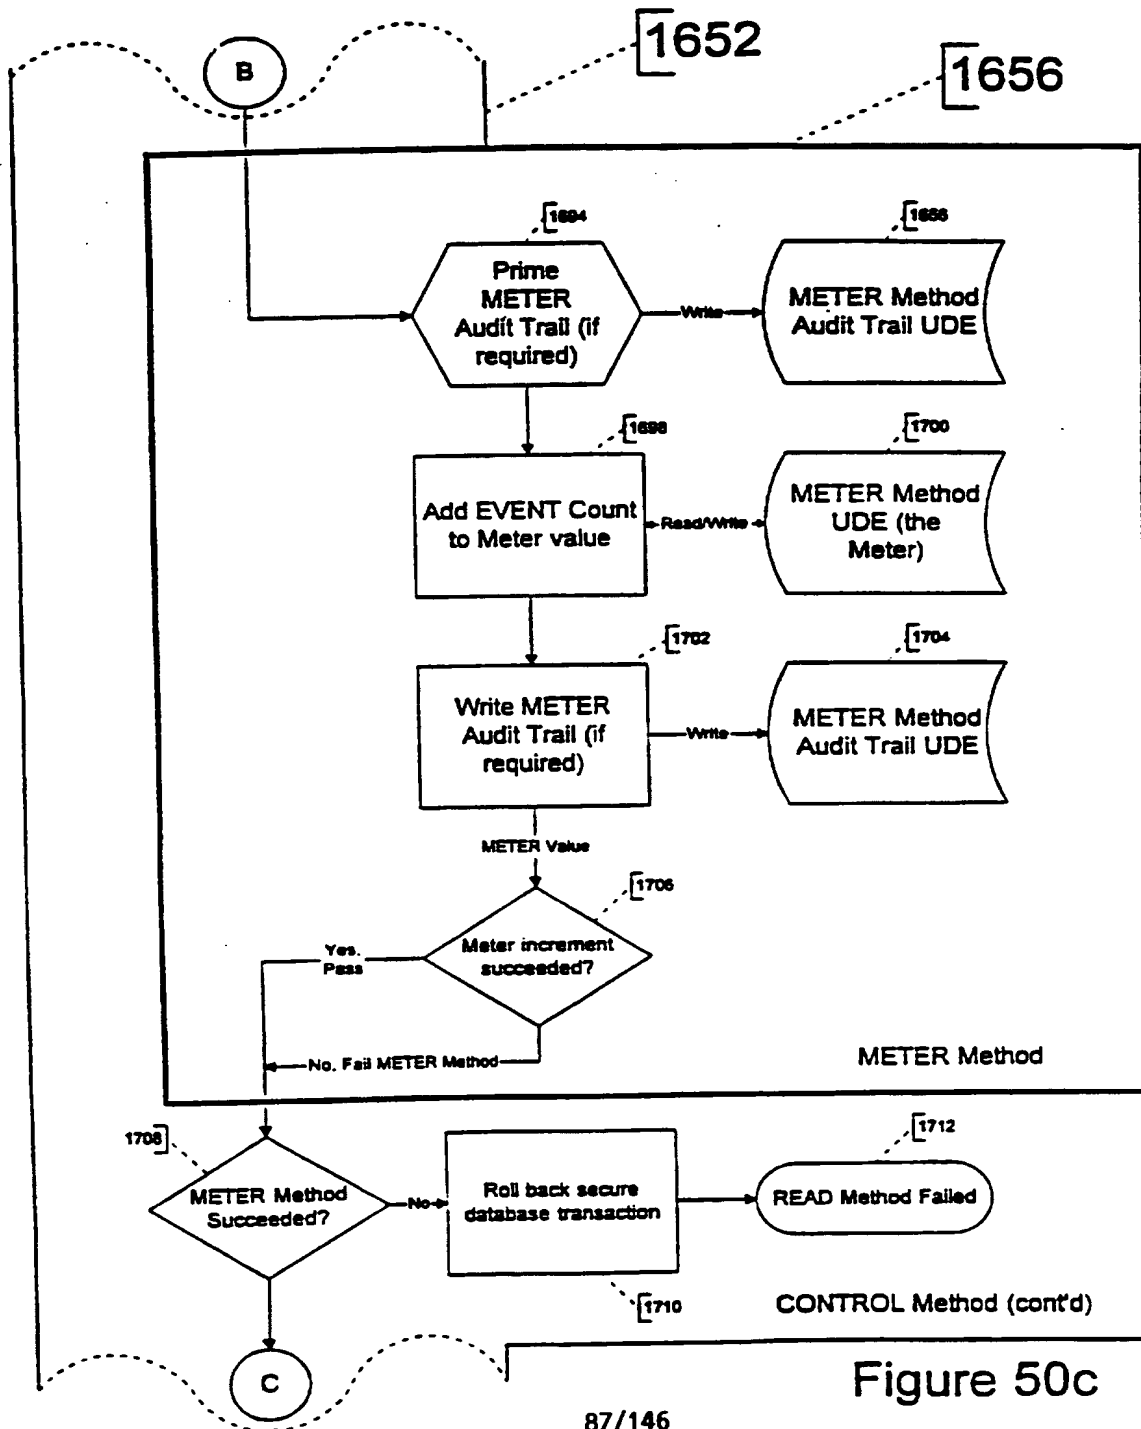 1652
1656
B
1694
1656
Prime
METER
Audit Trail (if
required)
Write
METER Method
Audit Trail UDE
1698
1700
Add EVENT Count
to Meter value
Read/Write
METER Method
UDE (the
Meter)
1702
1704
Write METER
Audit Trail (if
required)
Write
METER Method
Audit Trail UDE
METER Value
1706
Meter increment
succeeded?
Yes.
Pass
No. Fail METER Method
METER Method
1708
1712
METER Method
Succeeded?
No
Roll back secure
database transaction
READ Method Failed
1710
CONTROL Method (cont'd)
C
Figure 50c
87/146